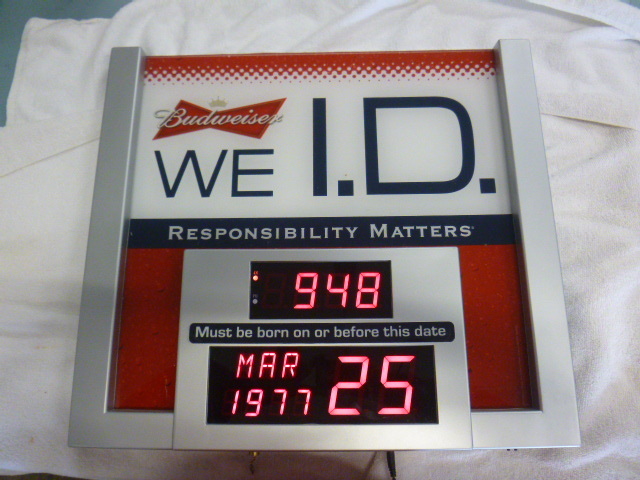 Budweiser
WE I.D.
RESPONSIBILITY MATTERS
948
Must be born on or before this date
MAR 25
1977